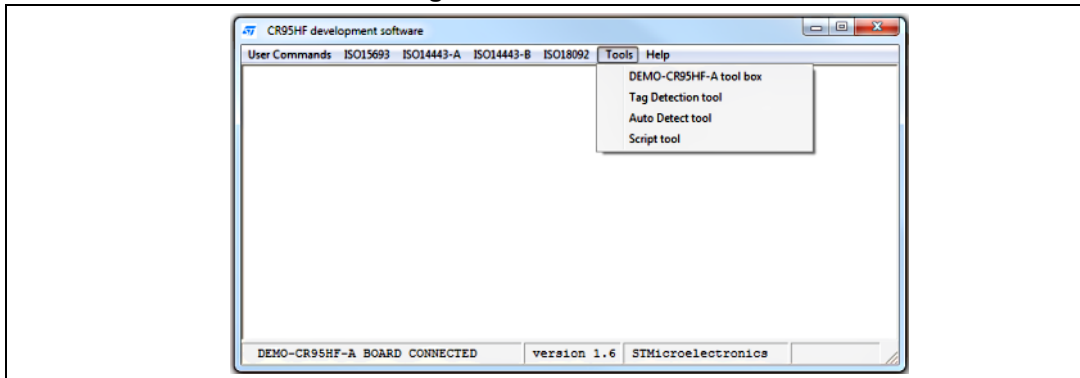 CR95HF development software
User Commands ISO15693 ISO14443-A ISO14443-B ISO18092 Tools Help
DEMO-CR95HF-A tool box
Tag Detection tool
Auto Detect tool
Script tool
DEMO-CR95HF-A BOARD CONNECTED version 1.6 STMicroelectronics